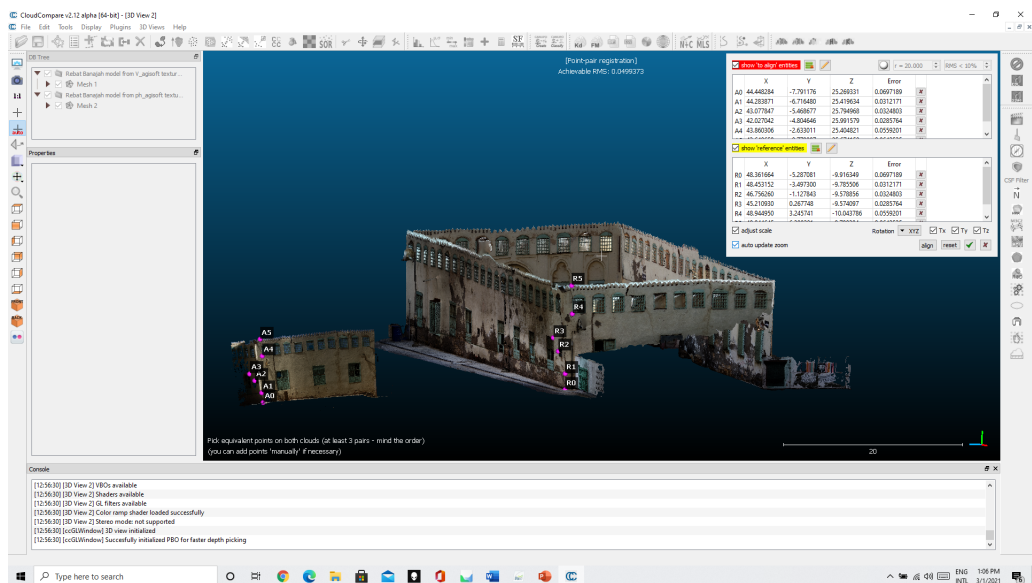 CloudCompare v2.12 alpha [64-bit] - [3D View 2]
File Edit Tools Display Plugins 3D Views Help
SOR
SF
Kd FM
N+C MLS
DB Tree
Rebat Banajah model from Y_agisoft textur...
Mesh 1
Rebat Banajah model from ph_agisoft textu...
Mesh 2
Properties
1:1
[Point-pair registration]
Achievable RMS: 0.0499373
show 'to align' entities
r = 20.000
RMS < 10%
X Y Z Error
A0 44.448284 -7.791176 25.269331 0.0697189
A1 44.283871 -6.716480 25.419634 0.0312171
A2 43.077847 -5.468677 25.794968 0.0324803
A3 42.027042 -4.804646 25.991579 0.0285764
A4 43.860306 -2.633011 25.404821 0.0559201
show 'reference' entities
X Y Z Error
R0 48.361664 -5.287081 -9.916349 0.0697189
R1 48.453152 -3.497300 -9.785506 0.0312171
R2 46.756260 -1.127843 -9.578856 0.0324803
R3 45.210930 0.267748 -9.574097 0.0285764
R4 48.944950 3.245741 -10.043786 0.0559201
adjust scale
Rotation XYZ Tx Ty Tz
auto update zoom
align reset
CSF Filter
N
R5
R4
R3
R2
R1
R0
A5
A4
A3
A2
A1
A0
Pick equivalent points on both clouds (at least 3 pairs - mind the order)
(you can add points 'manually' if necessary)
20
Console
[12:56:30] [3D View 2] VBOs available
[12:56:30] [3D View 2] Shaders available
[12:56:30] [3D View 2] GL filters available
[12:56:30] [3D View 2] Color ramp shader loaded successfully
[12:56:30] [3D View 2] Stereo mode: not supported
[12:56:30] [ccGLWindow] 3D view initialized
[12:56:30] [ccGLWindow] Succesfully initialized PBO for faster depth picking
Type here to search
ENG 1:06 PM
INTL 3/1/2021